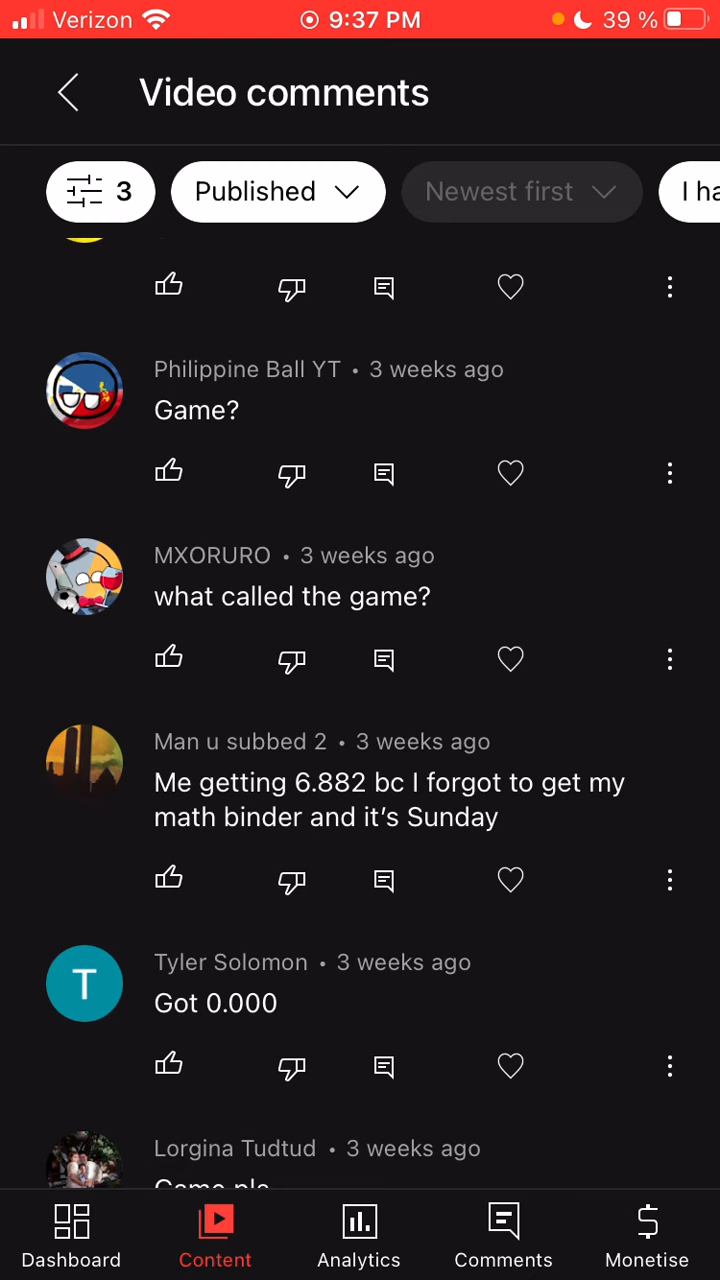 Verizon 9:37 PM 39 %
Video comments
3 Published Newest first I ha
Philippine Ball YT • 3 weeks ago
Game?
MXORURO • 3 weeks ago
what called the game?
Man u subbed 2 • 3 weeks ago
Me getting 6.882 bc I forgot to get my
math binder and it's Sunday
T
Tyler Solomon • 3 weeks ago
Got 0.000
Lorgina Tudtud • 3 weeks ago
Game pls
Dashboard Content Analytics Comments Monetise